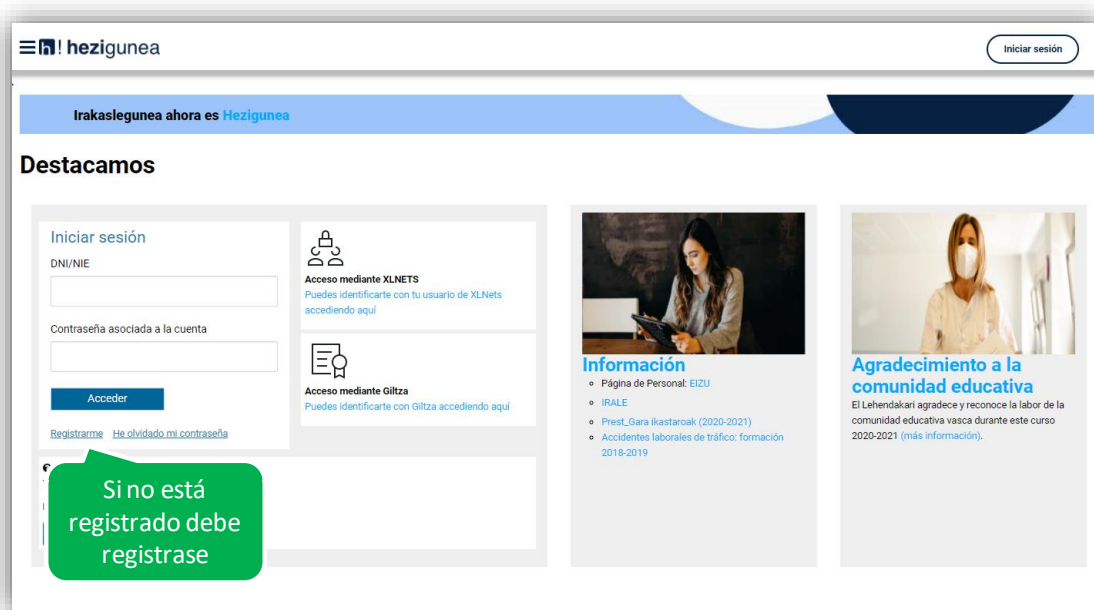 h! hezigunea
Iniciar sesión
Irakaslegunea ahora es Hezigunea
Destacamos
Iniciar sesión
DNI/NIE
Contraseña asociada a la cuenta
Acceder
Registrarme He olvidado mi contraseña
Si no está
registrado debe
registrase
Acceso mediante XLNETS
Puedes identificarte con tu usuario de XLNets
accediendo aquí
Acceso mediante Giltza
Puedes identificarte con Giltza accediendo aquí
Información
Página de Personal: EIZU
IRALE
Prest_Gara ikastaroak (2020-2021)
Accidentes laborales de tráfico: formación
2018-2019
Agradecimiento a la
comunidad educativa
El Lehendakari agradece y reconoce la labor de la
comunidad educativa vasca durante este curso
2020-2021 (más información).